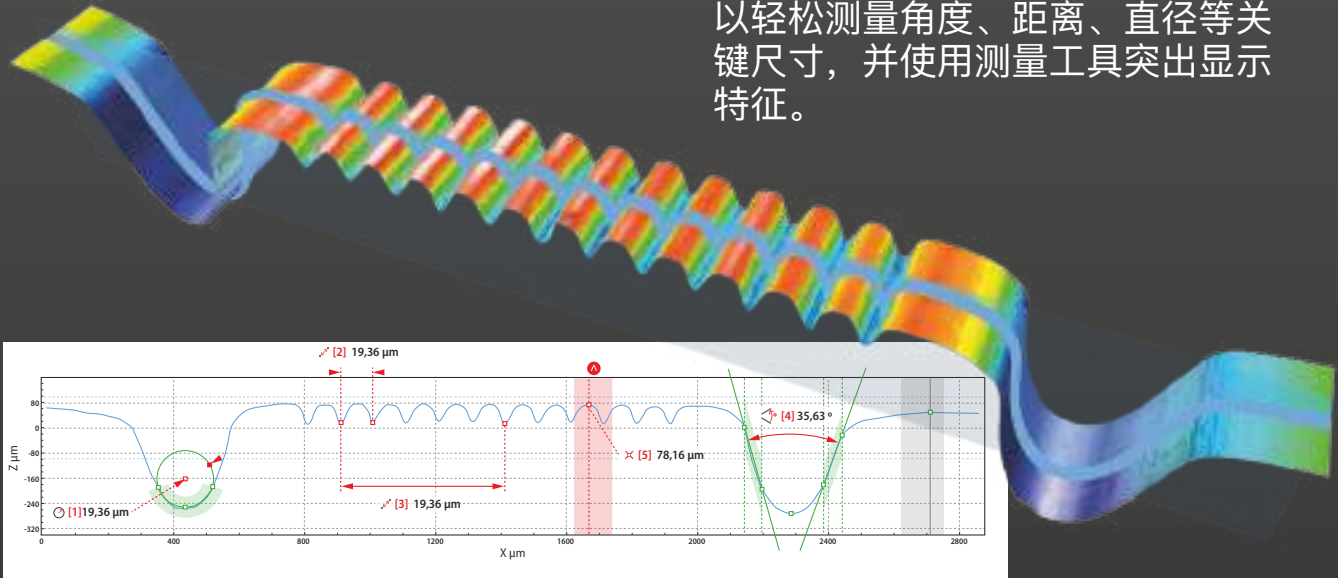 以轻松测量角度、距离、直径等关
键尺寸，并使用测量工具突出显示
特征。
[2] 19,36 µm
[4] 35,63 º
[5] 78,16 µm
[3] 19,36 µm
[1]19,36 µm
Z µm
80
0
-80
-160
-240
-320
0 400 800 1200 1600 2000 2400 2800
X µm